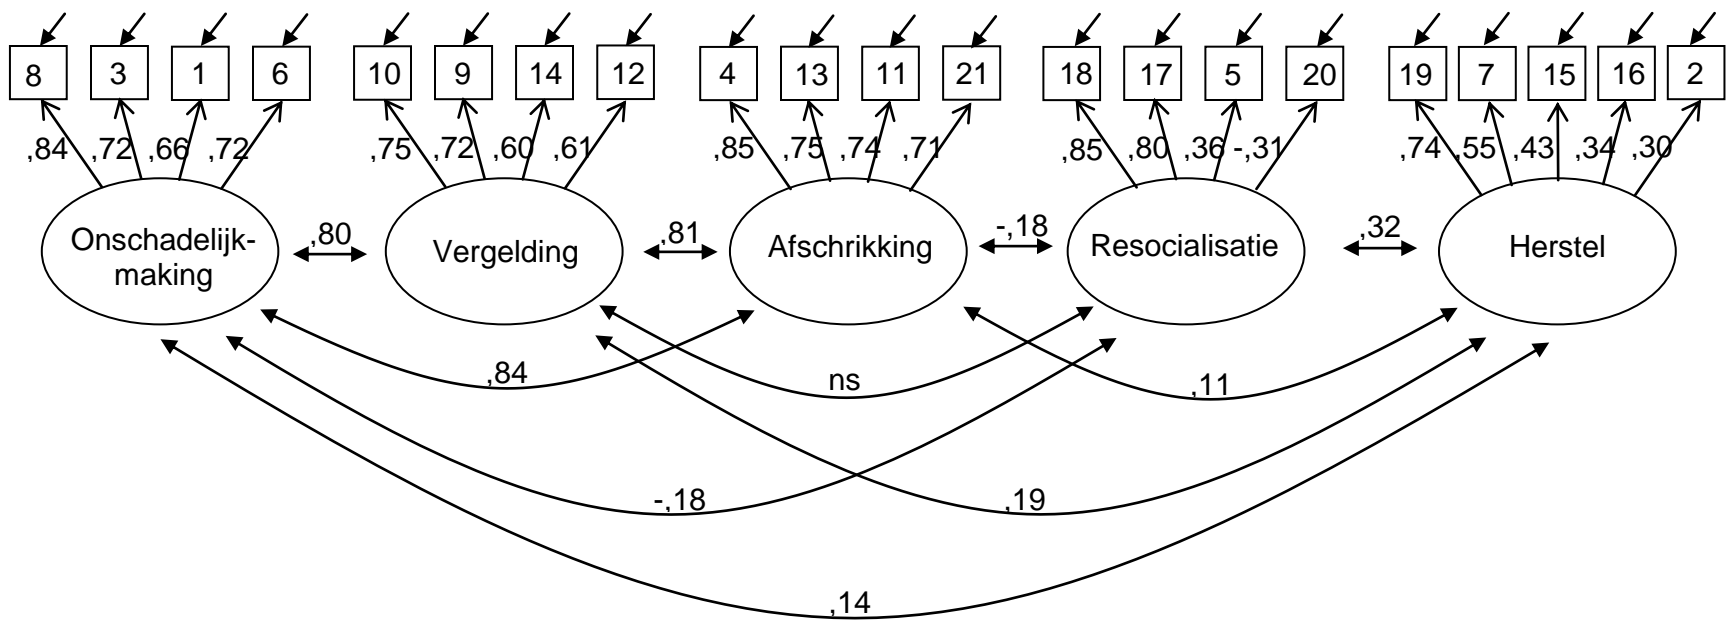 8 3 1 6 10 9 14 12 4 13 11 21 18 17 5 20 19 7 15 16 2
,84 ,72 ,66 ,72 ,75 ,72 ,60 ,61 ,85 ,75 ,74 ,71 ,85 ,80 ,36 -,31 ,74 ,55 ,43 ,34 ,30
Onschadelijk-
making
,80
Vergelding
,81
Afschrikking
-,18
Resocialisatie
,32
Herstel
,84
ns
,11
-,18
,19
,14